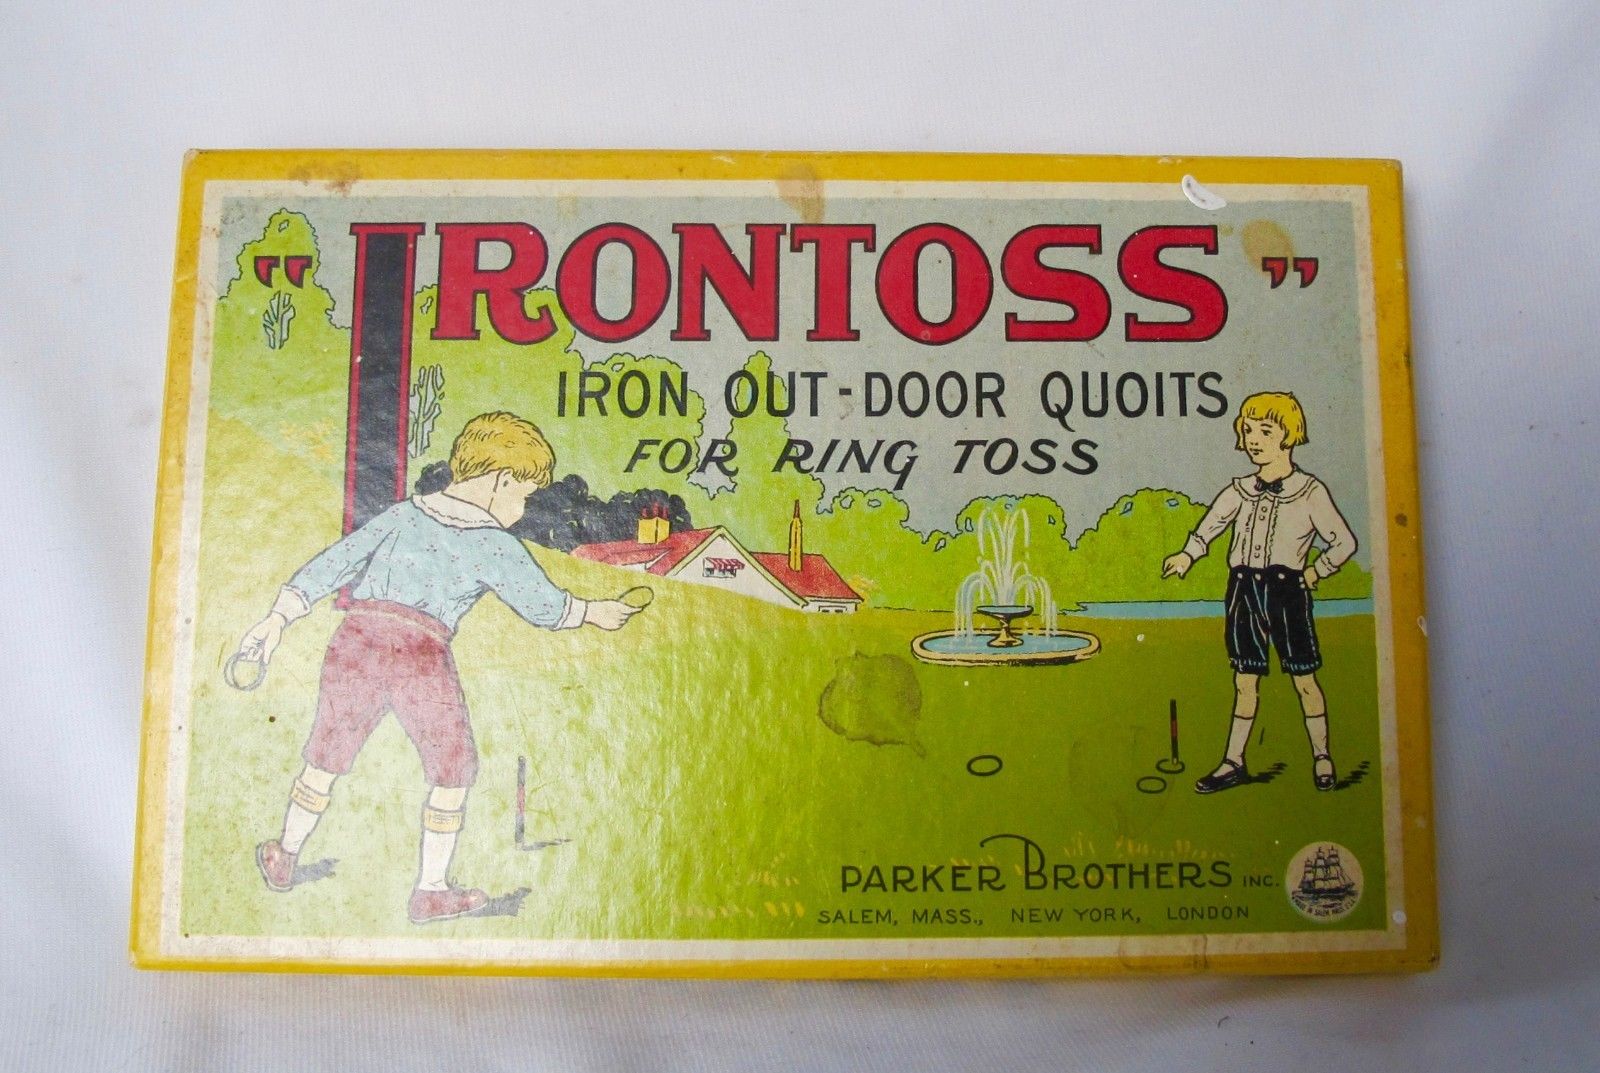 "IRONTOSS"
IRON OUT-DOOR QUOITS
FOR RING TOSS
PARKER BROTHERS INC.
SALEM, MASS., NEW YORK, LONDON